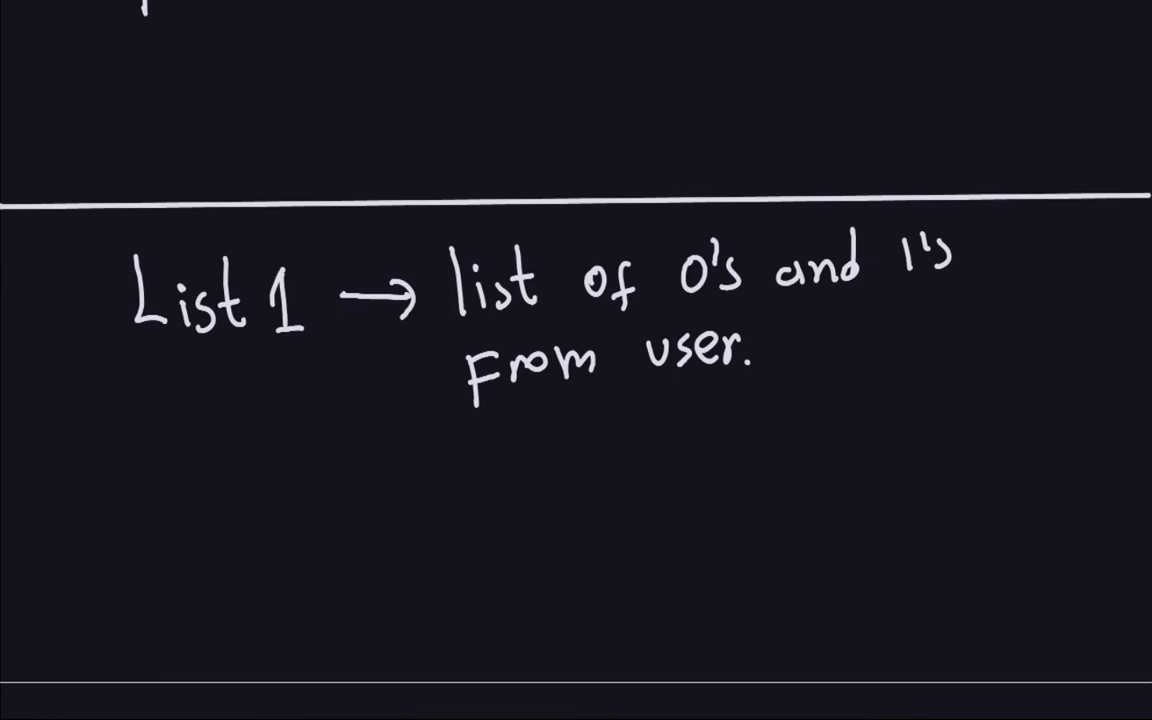 List 1 → list of 0's and 1's
From user.